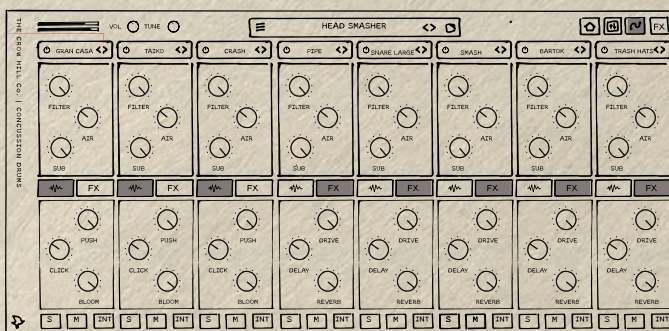 THE CROW HILL Co. | CONCUSSION DRUMS
VOL TUNE HEAD SMASHER FX
GRAN CASA TAIKO CRASH PIPE SNARE LARGE SMASH BARTOK TRASH HATS
FILTER FILTER FILTER FILTER FILTER FILTER FILTER FILTER
AIR AIR AIR AIR AIR AIR AIR AIR
SUB SUB SUB SUB SUB SUB SUB SUB
FX FX FX FX FX FX FX FX
PUSH PUSH PUSH DRIVE DRIVE DRIVE DRIVE DRIVE
CLICK CLICK CLICK DELAY DELAY DELAY DELAY DELAY
BLOOM BLOOM BLOOM REVERB REVERB REVERB REVERB REVERB
S M INT S M INT S M INT S M INT S M INT S M INT S M INT S M INT